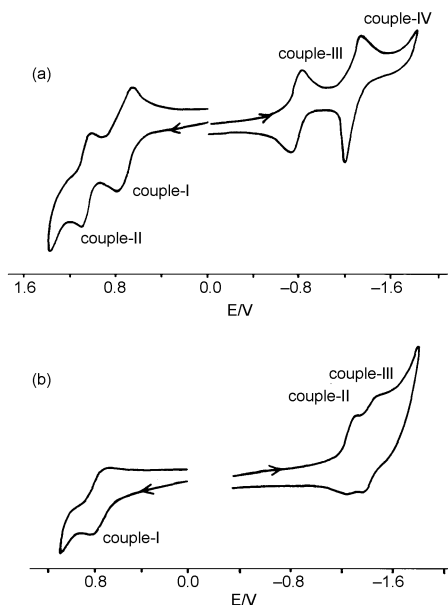 couple-IV
couple-III
(a)
couple-I
couple-II
1.6 0.8 0.0 –0.8 –1.6
E/V
(b)
couple-III
couple-II
couple-I
0.8 0.0 –0.8 –1.6
E/V